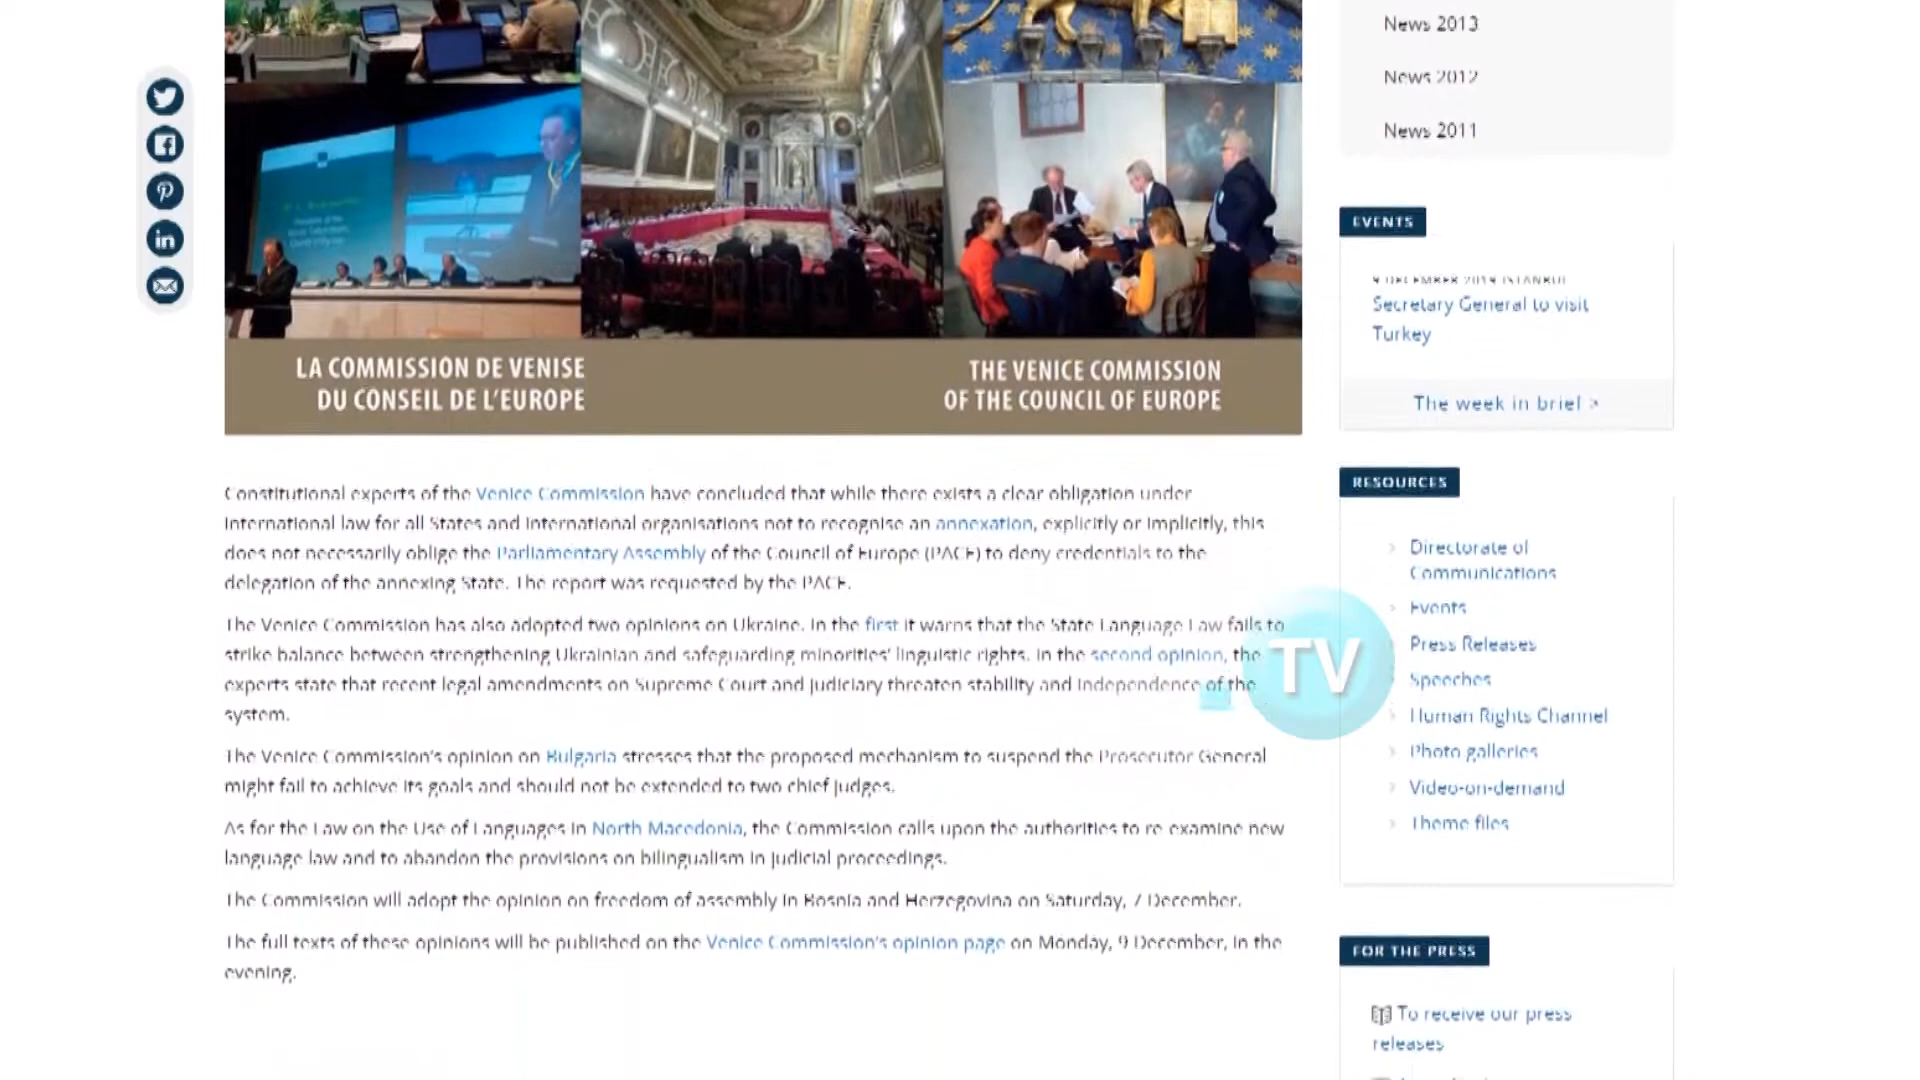 News 2013
News 2012
News 2011
EVENTS
9 DECEMBER 2019 ISTANBUL
Secretary General to visit
Turkey
The week in brief >
LA COMMISSION DE VENISE
DU CONSEIL DE L'EUROPE
THE VENICE COMMISSION
OF THE COUNCIL OF EUROPE
Constitutional experts of the Venice Commission have concluded that while there exists a clear obligation under
international law for all States and international organisations not to recognise an annexation, explicitly or implicitly, this
does not necessarily oblige the Parliamentary Assembly of the Council of Europe (PACE) to deny credentials to the
delegation of the annexing State. The report was requested by the PACE.
The Venice Commission has also adopted two opinions on Ukraine. In the first it warns that the State Language Law fails to
strike balance between strengthening Ukrainian and safeguarding minorities' linguistic rights. In the second opinion, the
experts state that recent legal amendments on Supreme Court and judiciary threaten stability and independence of the
system.
The Venice Commission's opinion on Bulgaria stresses that the proposed mechanism to suspend the Prosecutor General
might fail to achieve its goals and should not be extended to two chief judges.
As for the Law on the Use of Languages in North Macedonia, the Commission calls upon the authorities to re-examine new
language law and to abandon the provisions on bilingualism in judicial proceedings.
The Commission will adopt the opinion on freedom of assembly in Bosnia and Herzegovina on Saturday, 7 December.
The full texts of these opinions will be published on the Venice Commission's opinion page on Monday, 9 December, in the
evening.
TV
RESOURCES
Directorate of
Communications
Events
Press Releases
Speeches
Human Rights Channel
Photo galleries
Video-on-demand
Theme files
FOR THE PRESS
To receive our press
releases